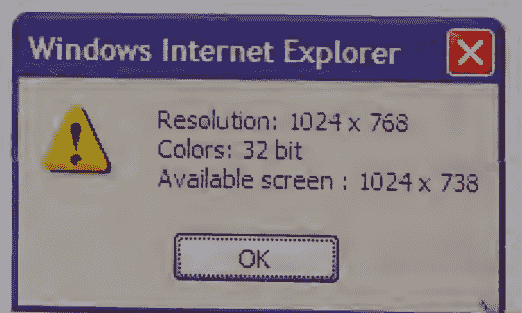 Windows Internet Explorer
Resolution: 1024 x 768
Colors: 32 bit
Available screen : 1024 x 738
OK